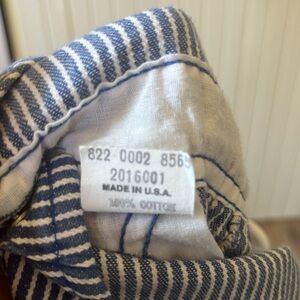 822 0002 8565
2016001
MADE IN U.S.A.
100% COTTON